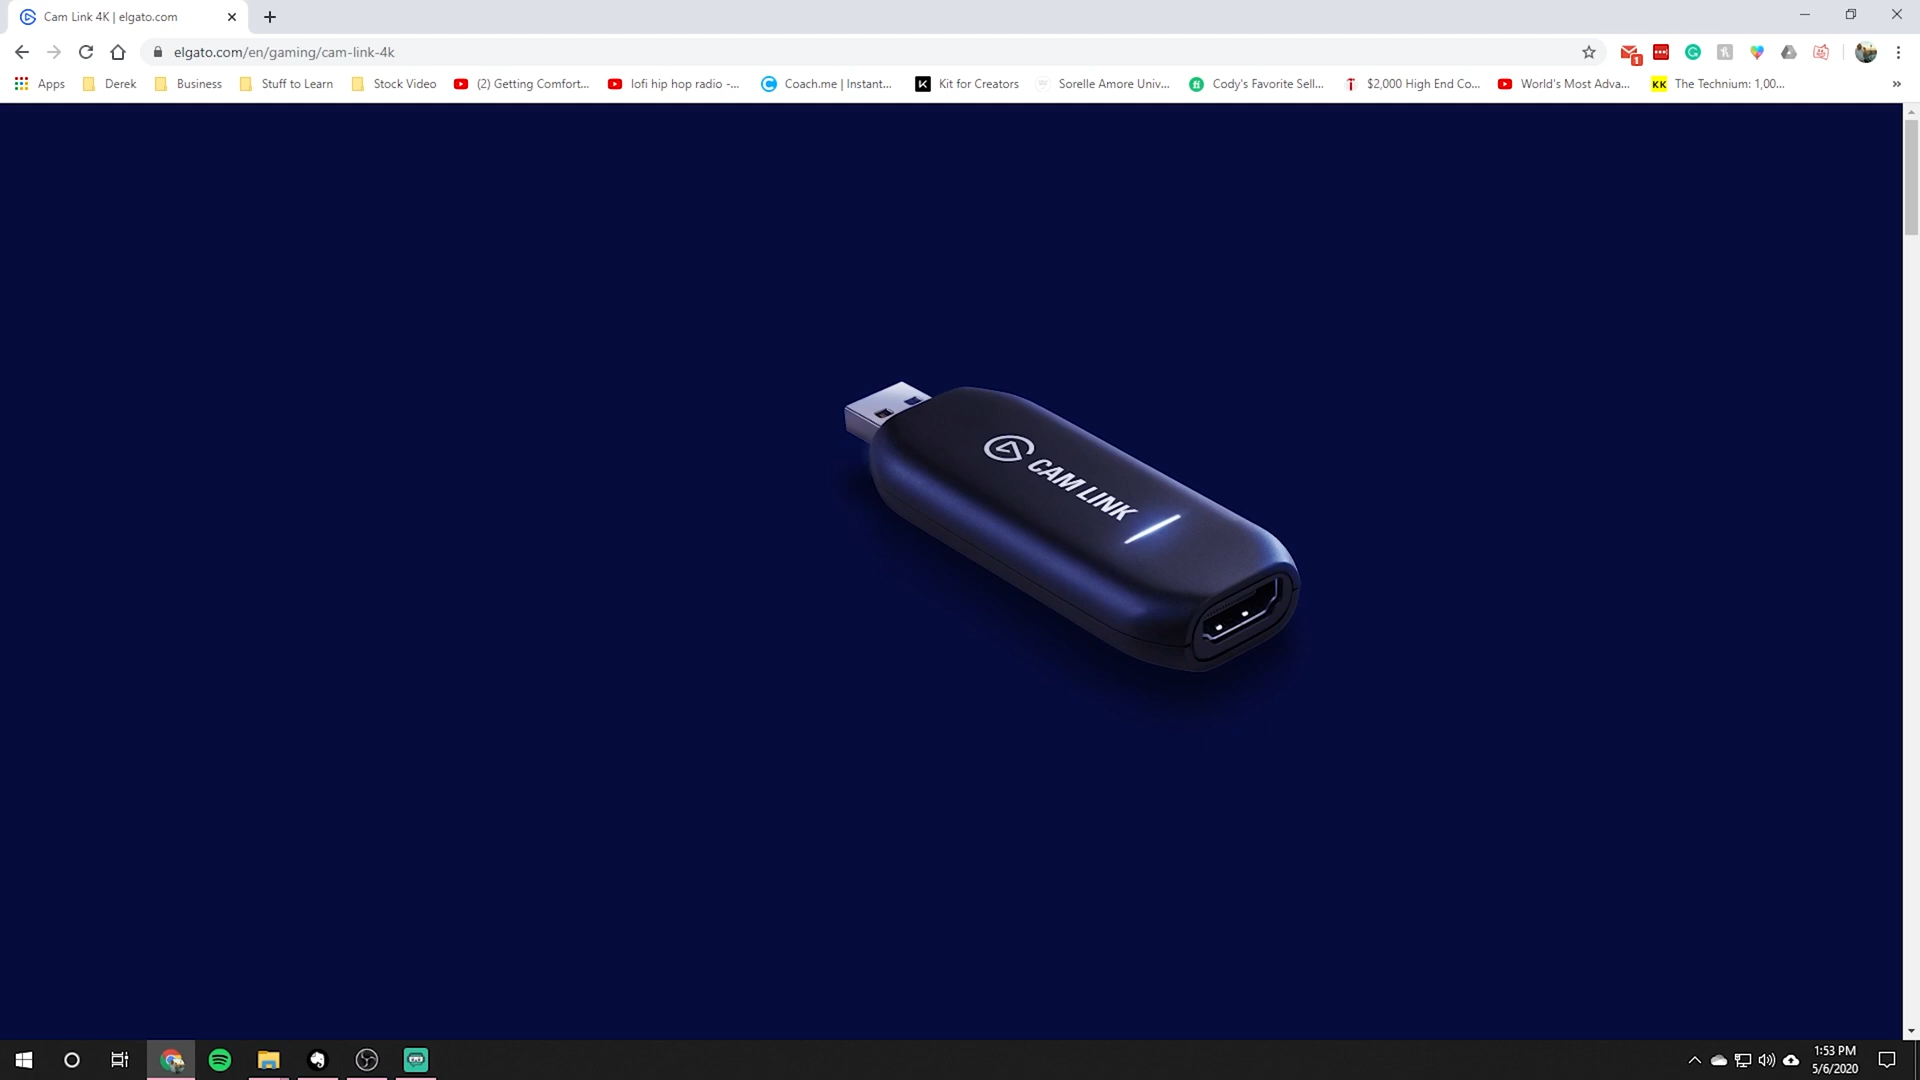 Cam Link 4K | elgato.com
elgato.com/en/gaming/cam-link-4k
1
Apps Derek Business Stuff to Learn Stock Video (2) Getting Comfort... lofi hip hop radio -... Coach.me | Instant... Kit for Creators Sorelle Amore Univ... Cody's Favorite Sell... $2,000 High End Co... KK World's Most Adva... The Technium: 1,00... »
CAM LINK
1:53 PM
5/6/2020